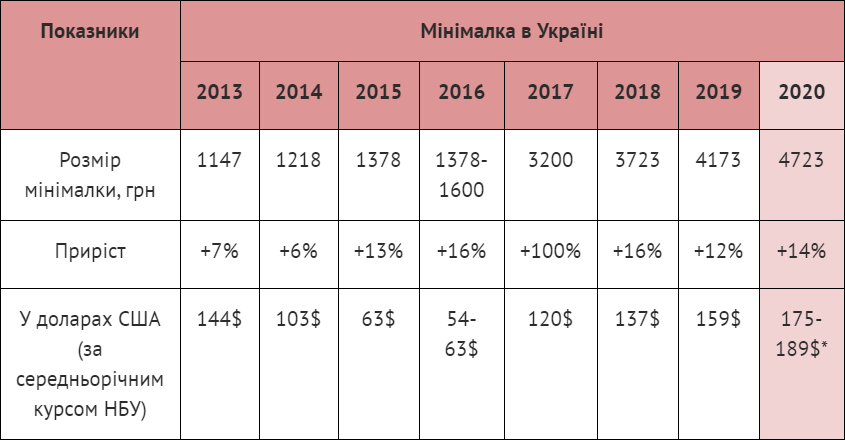 Показники
Мінімалка в Україні
2013 2014 2015 2016 2017 2018 2019 2020
Розмір
мінімалки, грн
1147 1218 1378 1378-
1600 3200 3723 4173 4723
Приріст +7% +6% +13% +16% +100% +16% +12% +14%
У доларах США
(за
середньорічним
курсом НБУ)
144$ 103$ 63$ 54-
63$ 120$ 137$ 159$ 175-
189$*